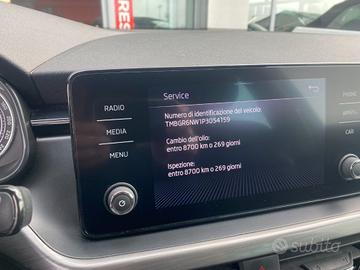 RES
Service
RADIO
MEDIA
MENU
Numero di identificazione del veicolo:
TMBGR6NW1P3054159
Cambio dell'olio:
entro 8700 km o 269 giorni
Ispezione:
entro 8700 km o 269 giorni
PHONE
CAR
subito